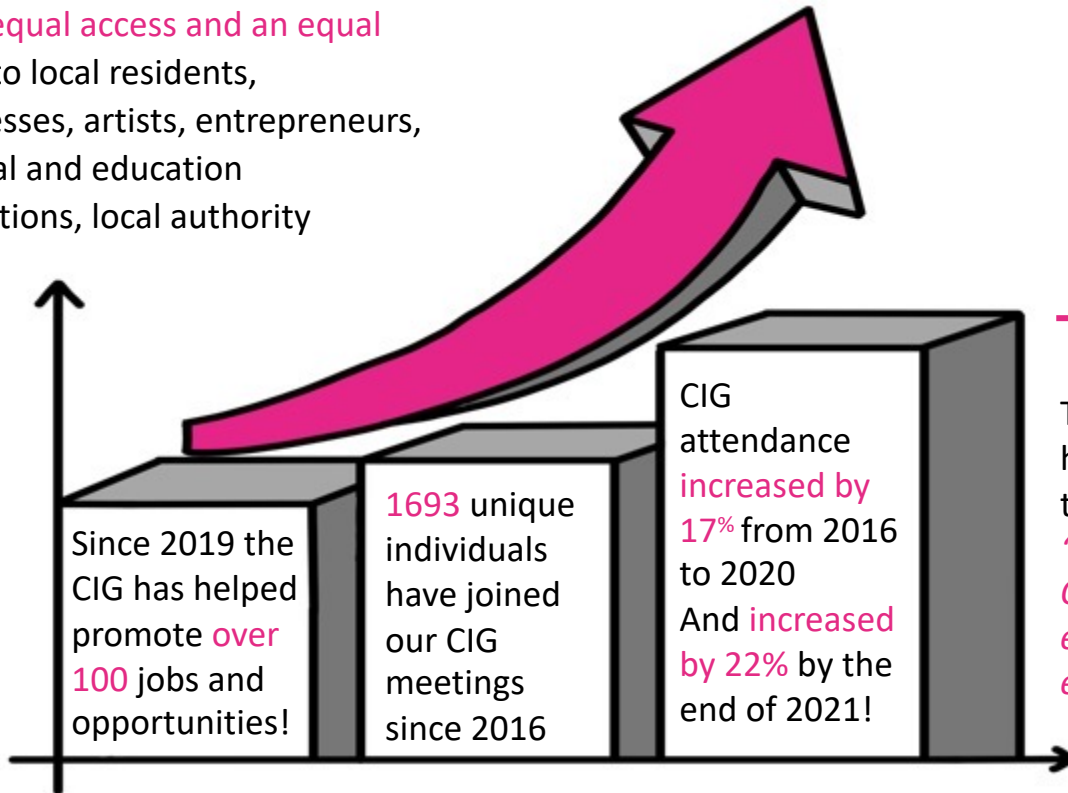 equal access and an equal
to local residents,
esses, artists, entrepreneurs,
al and education
tions, local authority
Since 2019 the
CIG has helped
promote over
100 jobs and
opportunities!
1693 unique
individuals
have joined
our CIG
meetings
since 2016
CIG
attendance
increased by
17% from 2016
to 2020
And increased
by 22% by the
end of 2021!